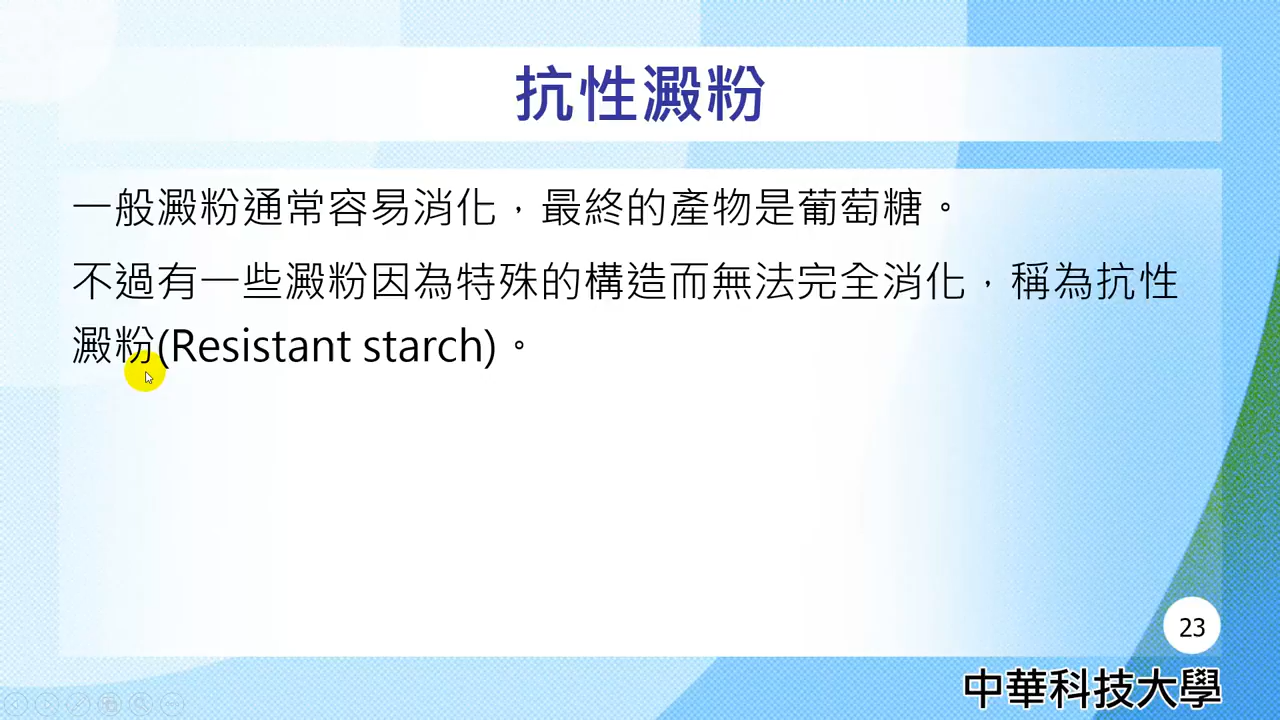 抗性澱粉
一般澱粉通常容易消化，最終的產物是葡萄糖。
不過有一些澱粉因為特殊的構造而無法完全消化，稱為抗性
澱粉(Resistant starch)。
23
中華科技大學